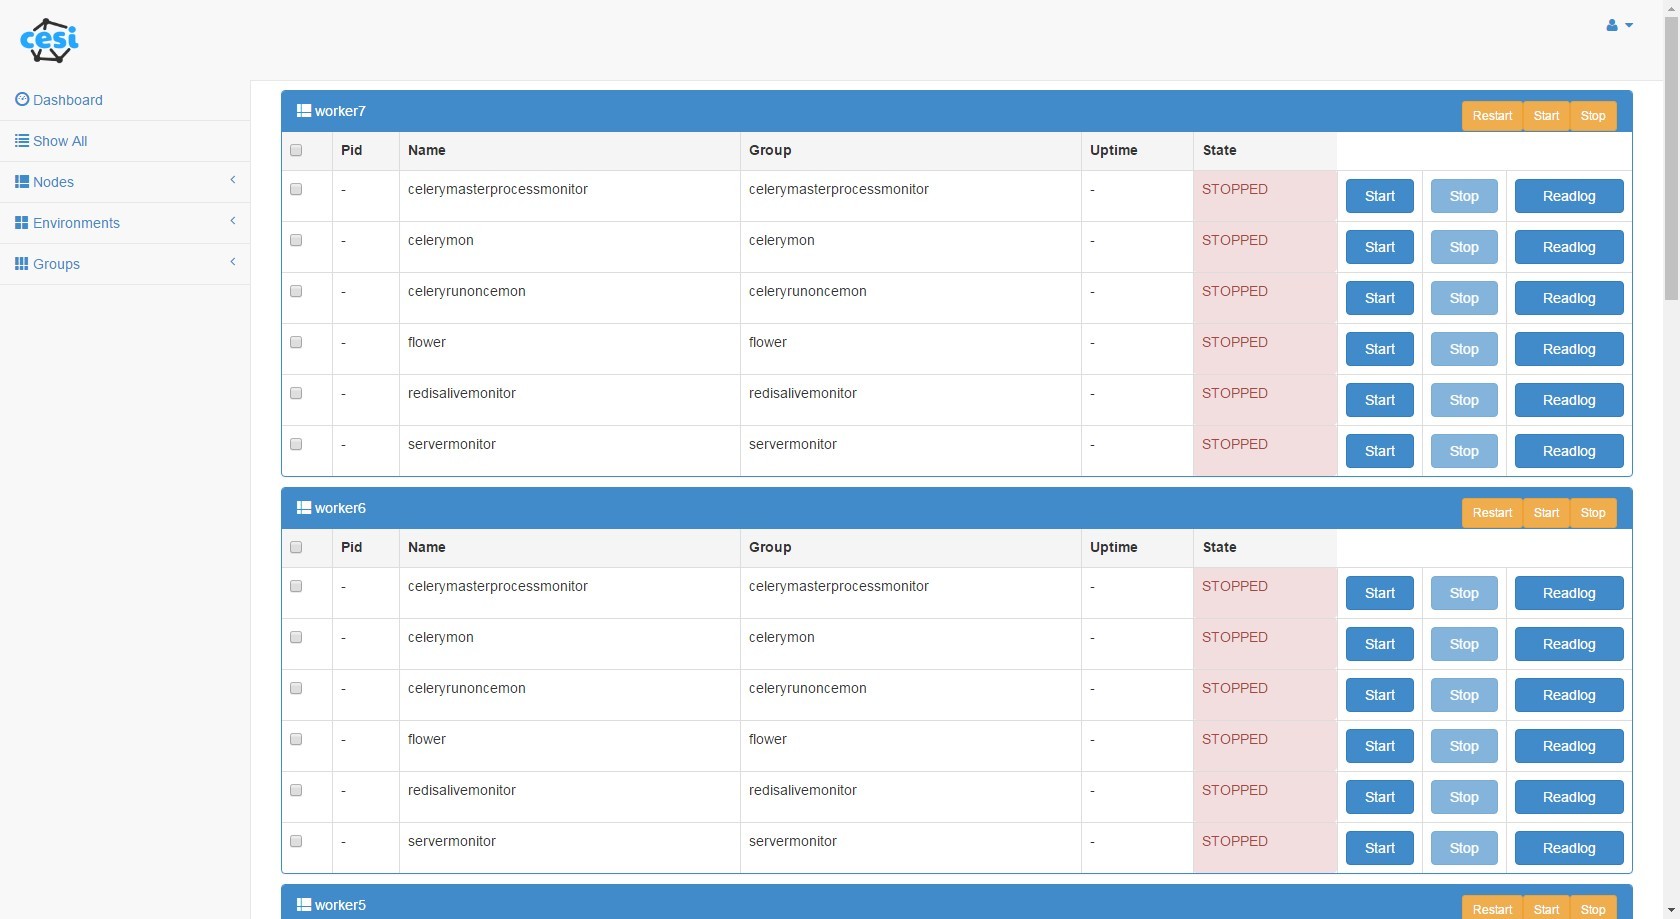 cesi
Dashboard
Show All
Nodes
Environments
Groups
worker7 Restart Start Stop
Pid Name Group Uptime State
- celerymasterprocessmonitor celerymasterprocessmonitor - STOPPED Start Stop Readlog
- celerymon celerymon - STOPPED Start Stop Readlog
- celeryrunoncemon celeryrunoncemon - STOPPED Start Stop Readlog
- flower flower - STOPPED Start Stop Readlog
- redisalivemonitor redisalivemonitor - STOPPED Start Stop Readlog
- servermonitor servermonitor - STOPPED Start Stop Readlog
worker6 Restart Start Stop
Pid Name Group Uptime State
- celerymasterprocessmonitor celerymasterprocessmonitor - STOPPED Start Stop Readlog
- celerymon celerymon - STOPPED Start Stop Readlog
- celeryrunoncemon celeryrunoncemon - STOPPED Start Stop Readlog
- flower flower - STOPPED Start Stop Readlog
- redisalivemonitor redisalivemonitor - STOPPED Start Stop Readlog
- servermonitor servermonitor - STOPPED Start Stop Readlog
worker5 Restart Start Stop